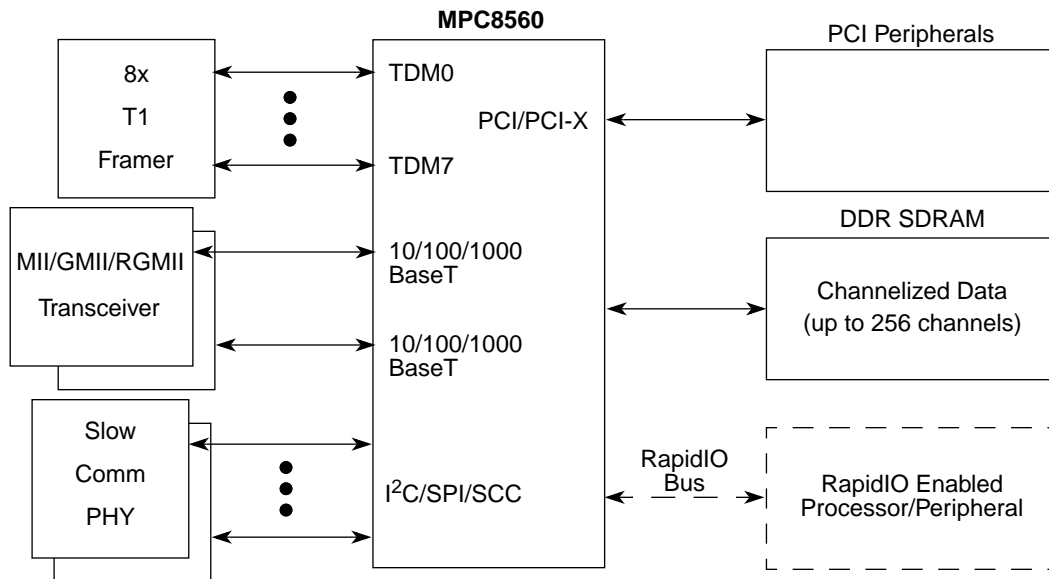 MPC8560
8x
T1
Framer
TDM0
TDM7
PCI/PCI-X
PCI Peripherals
MII/GMII/RGMII
Transceiver
10/100/1000
BaseT
10/100/1000
BaseT
DDR SDRAM
Channelized Data
(up to 256 channels)
Slow
Comm
PHY
I²C/SPI/SCC
RapidIO
Bus
RapidIO Enabled
Processor/Peripheral